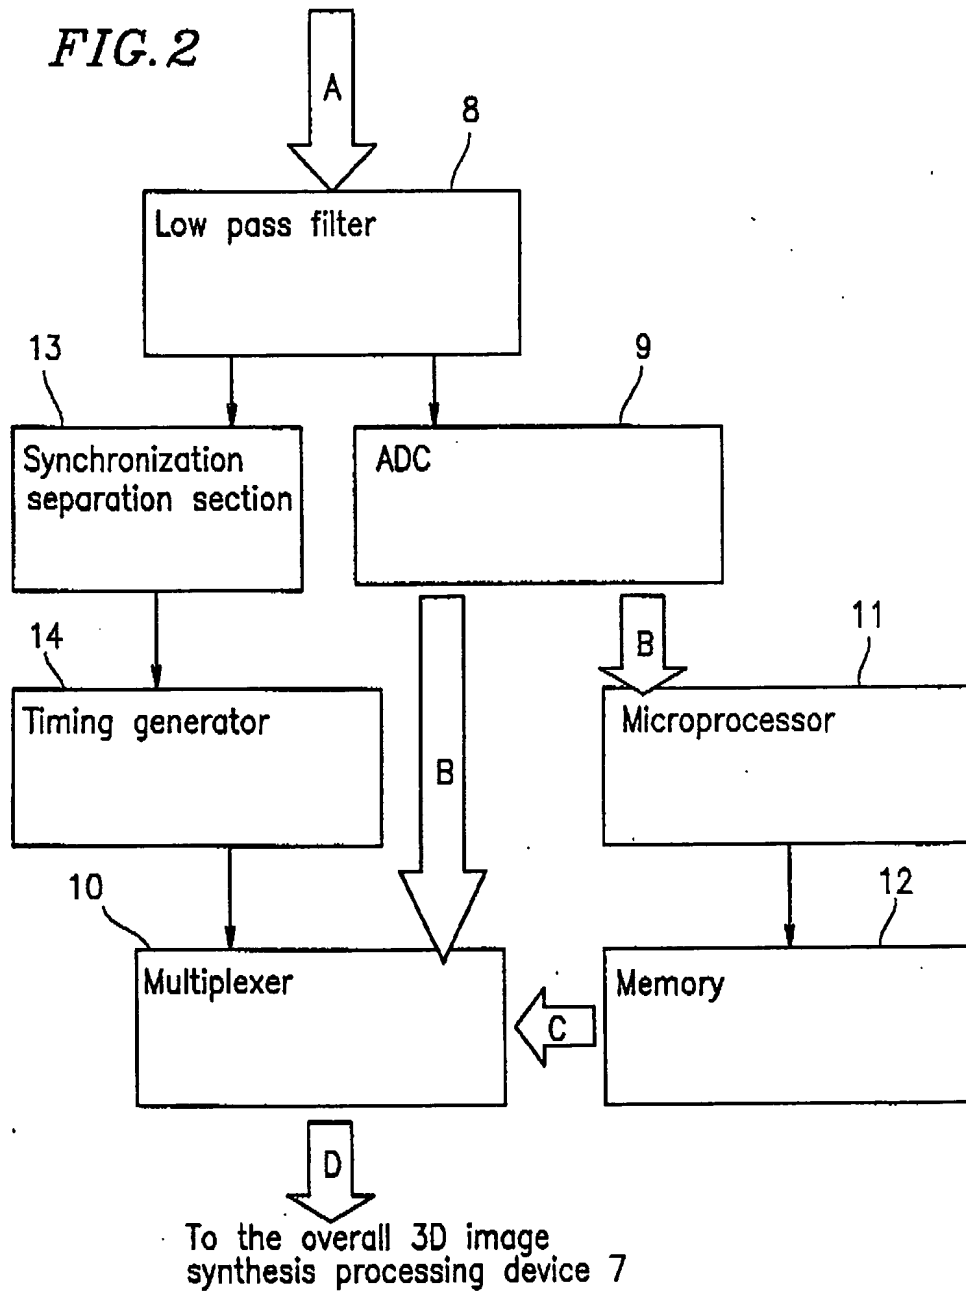 FIG. 2
A
8
Low pass filter
13
9
Synchronization
separation section
ADC
14
B
11
Timing generator
Microprocessor
B
10
12
Multiplexer
C
Memory
D
To the overall 3D image
synthesis processing device 7